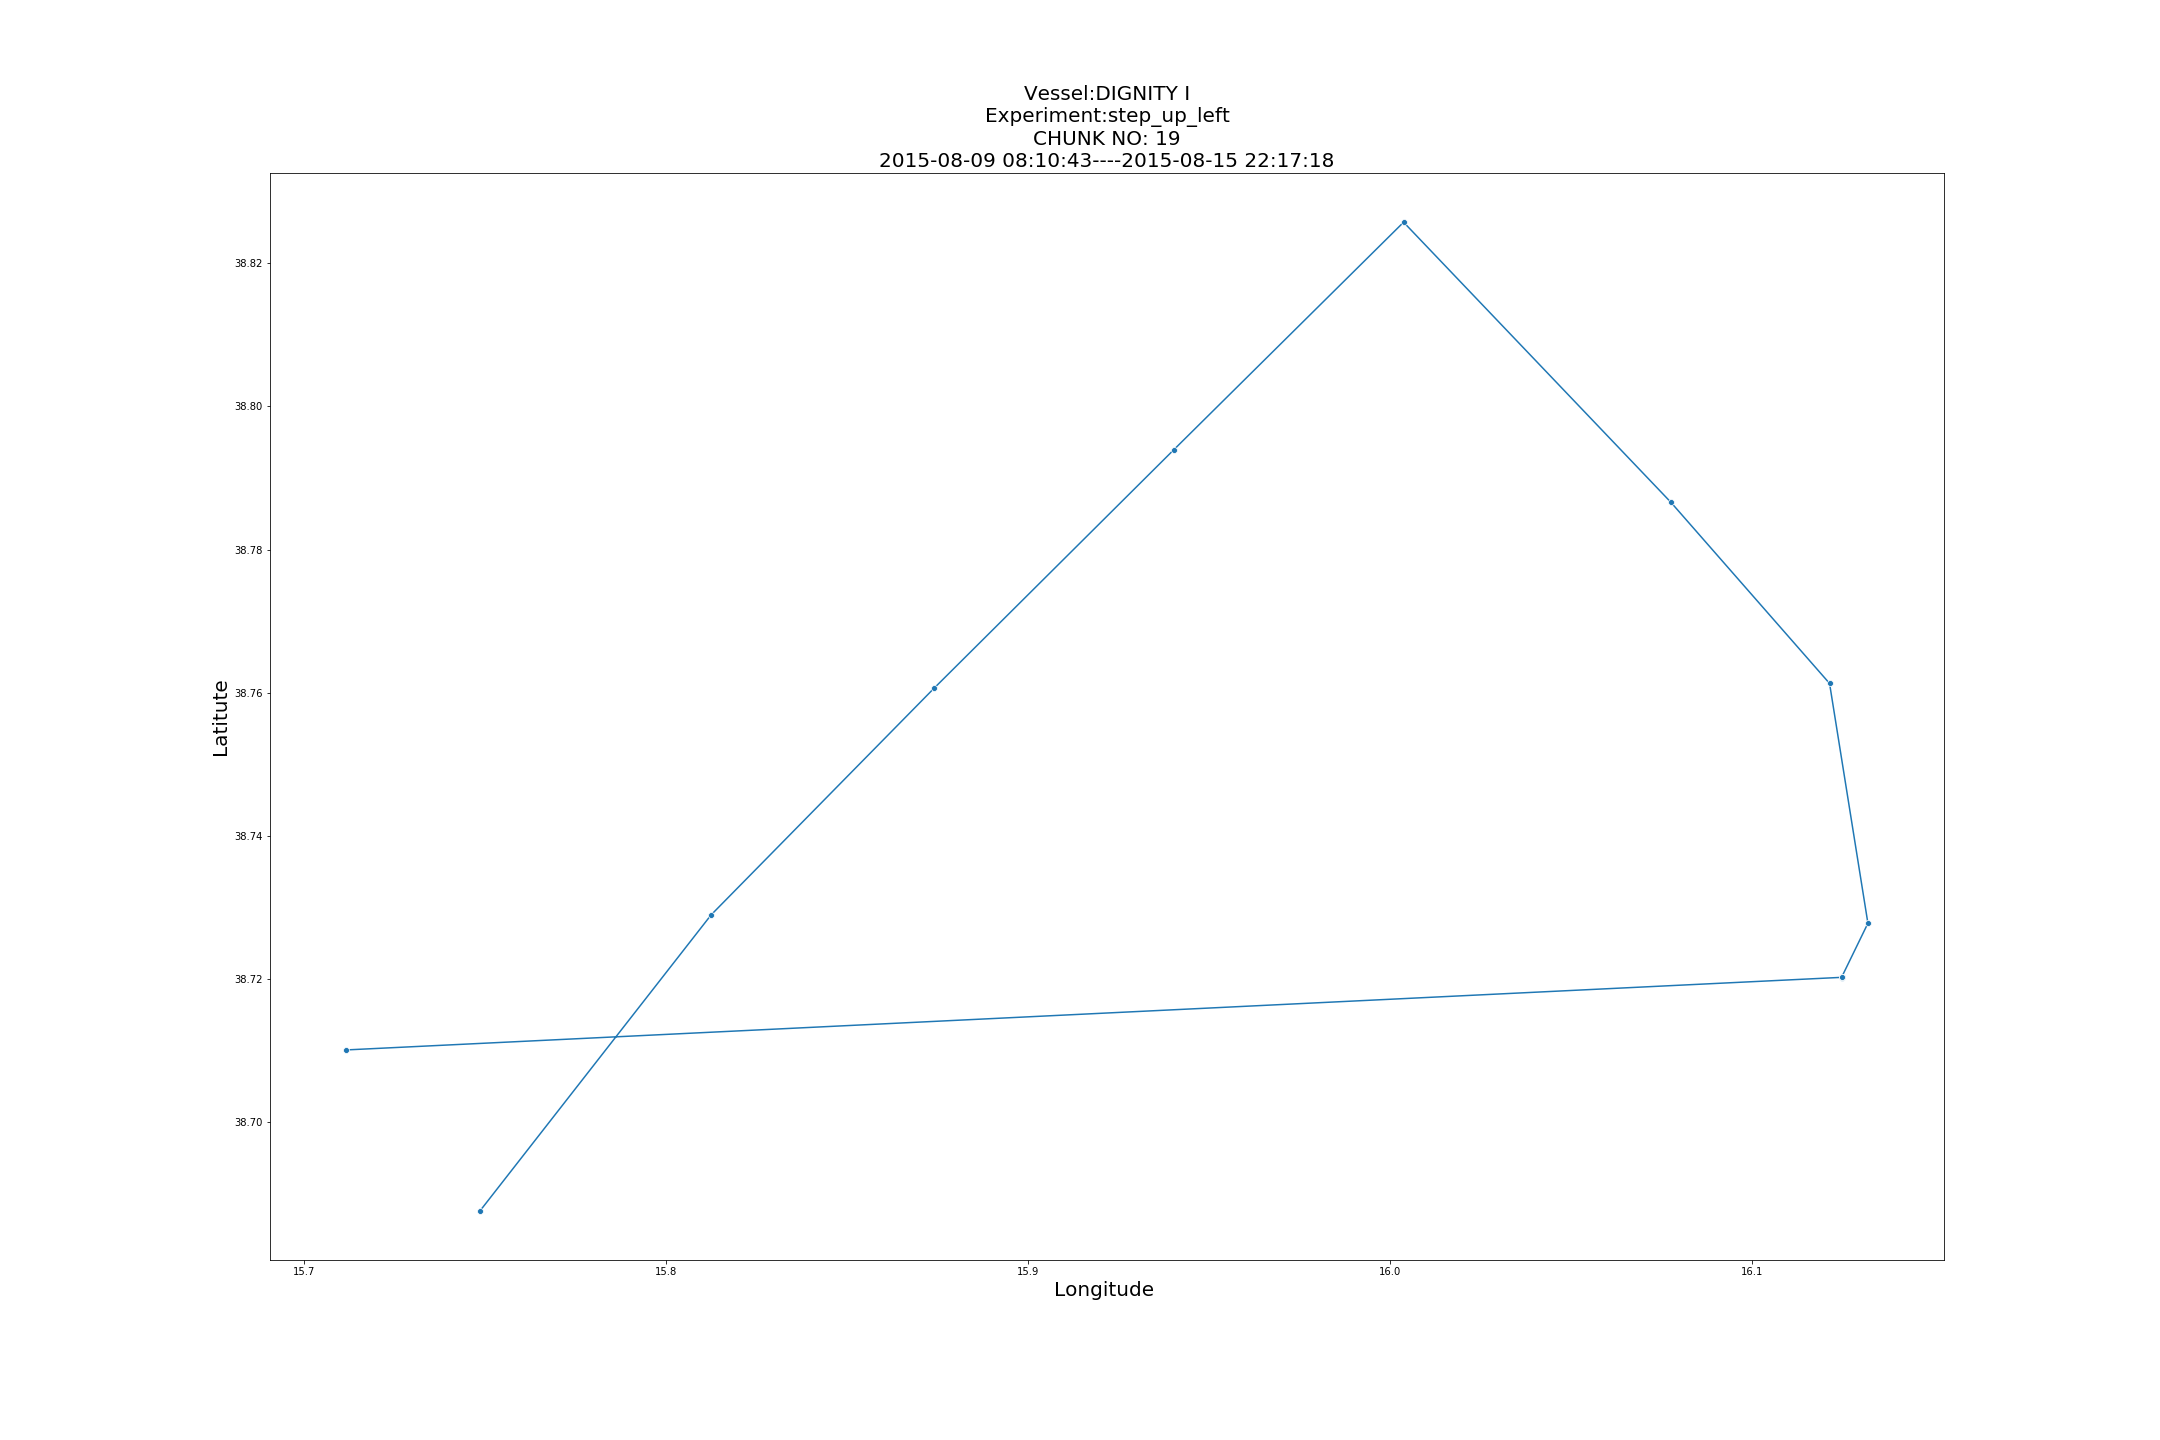 Vessel:DIGNITY I
Experiment:step_up_left
CHUNK NO: 19
2015-08-09 08:10:43----2015-08-15 22:17:18
Latitute
38.82
38.80
38.78
38.76
38.74
38.72
38.70
15.7
15.8
15.9
16.0
16.1
Longitude